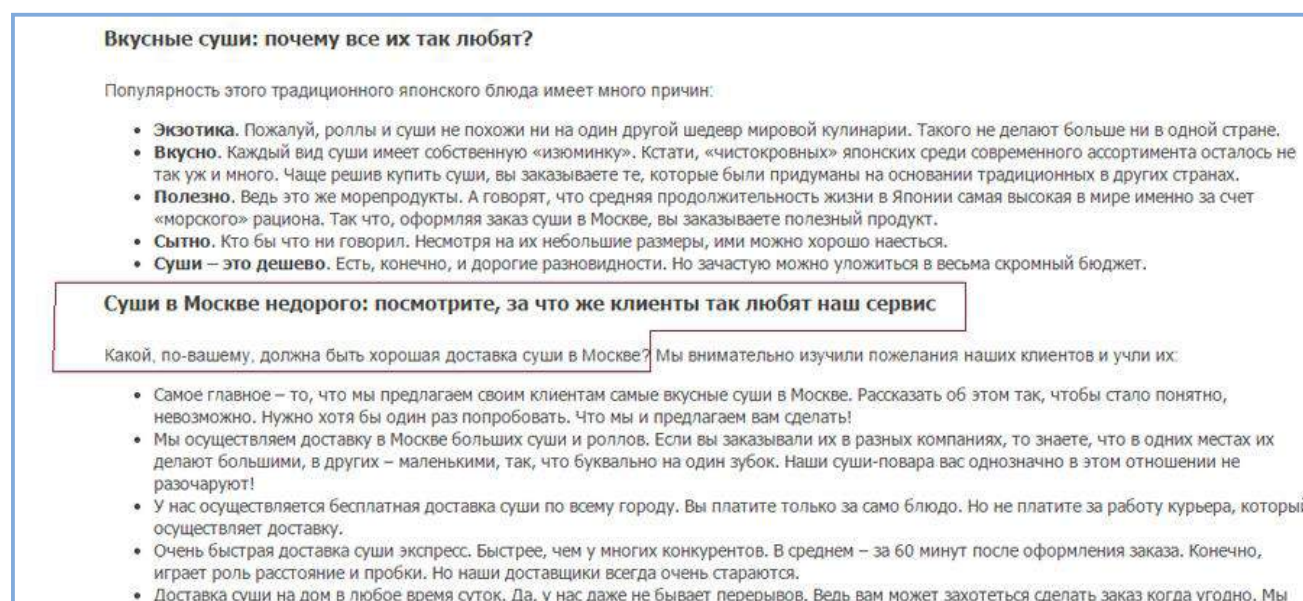 Вкусные суши: почему все их так любят?
Популярность этого традиционного японского блюда имеет много причин:
• Экзотика. Пожалуй, роллы и суши не похожи ни на один другой шедевр мировой кулинарии. Такого не делают больше ни в одной стране.
• Вкусно. Каждый вид суши имеет собственную «изюминку». Кстати, «чистокровных» японских среди современного ассортимента осталось не
так уж и много. Чаще решив купить суши, вы заказываете те, которые были придуманы на основании традиционных в других странах.
• Полезно. Ведь это же морепродукты. А говорят, что средняя продолжительность жизни в Японии самая высокая в мире именно за счет
«морского» рациона. Так что, оформляя заказ суши в Москве, вы заказываете полезный продукт.
• Сытно. Кто бы что ни говорил. Несмотря на их небольшие размеры, ими можно хорошо наесться.
• Суши – это дешево. Есть, конечно, и дорогие разновидности. Но зачастую можно уложиться в весьма скромный бюджет.
Суши в Москве недорого: посмотрите, за что же клиенты так любят наш сервис
Какой, по-вашему, должна быть хорошая доставка суши в Москве? Мы внимательно изучили пожелания наших клиентов и учли их:
• Самое главное – то, что мы предлагаем своим клиентам самые вкусные суши в Москве. Рассказать об этом так, чтобы стало понятно,
невозможно. Нужно хотя бы один раз попробовать. Что мы и предлагаем вам сделать!
• Мы осуществляем доставку в Москве больших суши и роллов. Если вы заказывали их в разных компаниях, то знаете, что в одних местах их
делают большими, в других – маленькими, так, что буквально на один зубок. Наши суши-повара вас однозначно в этом отношении не
разочаруют!
• У нас осуществляется бесплатная доставка суши по всему городу. Вы платите только за само блюдо. Но не платите за работу курьера, который
осуществляет доставку.
• Очень быстрая доставка суши экспресс. Быстрее, чем у многих конкурентов. В среднем – за 60 минут после оформления заказа. Конечно,
играет роль расстояние и пробки. Но наши доставщики всегда очень стараются.
• Доставка суши на дом в любое время суток. Да, у нас даже не бывает перерывов. Ведь вам может захотеться сделать заказ когда угодно. Мы